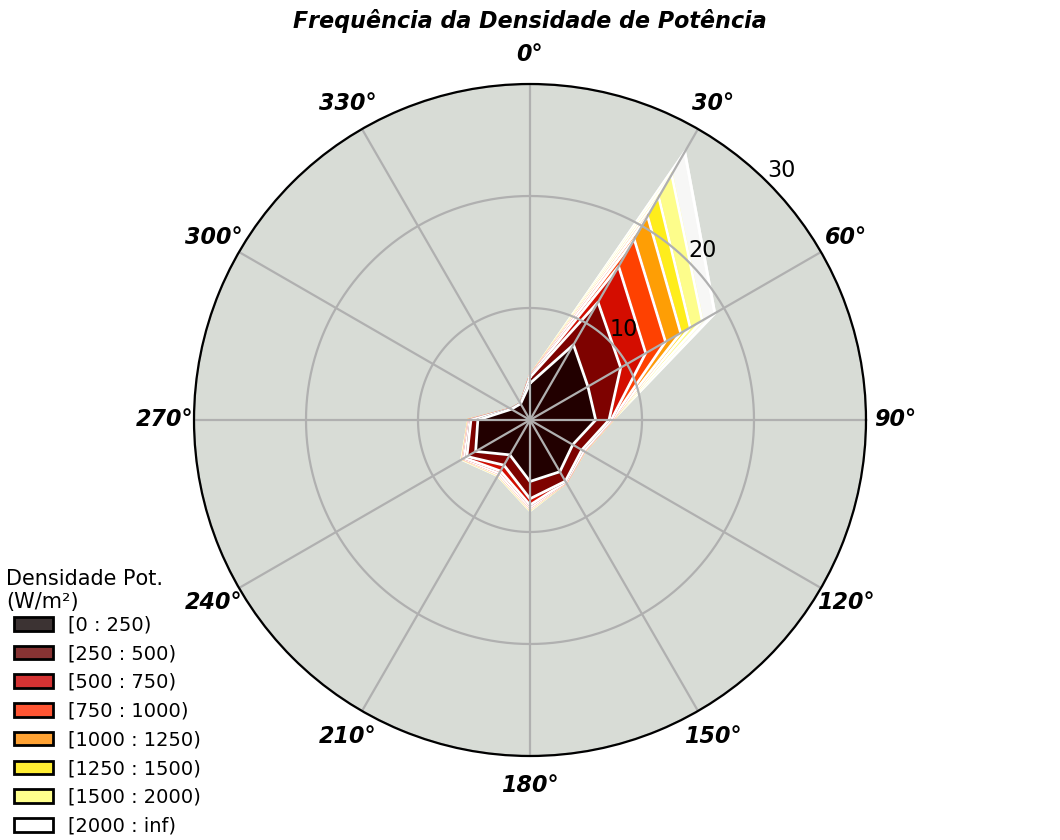 Frequência da Densidade de Potência
0°
330°
30°
30
300°
60°
20
10
270°
90°
240°
120°
210°
150°
180°
Densidade Pot.
(W/m²)
[0 : 250)
[250 : 500)
[500 : 750)
[750 : 1000)
[1000 : 1250)
[1250 : 1500)
[1500 : 2000)
[2000 : inf)